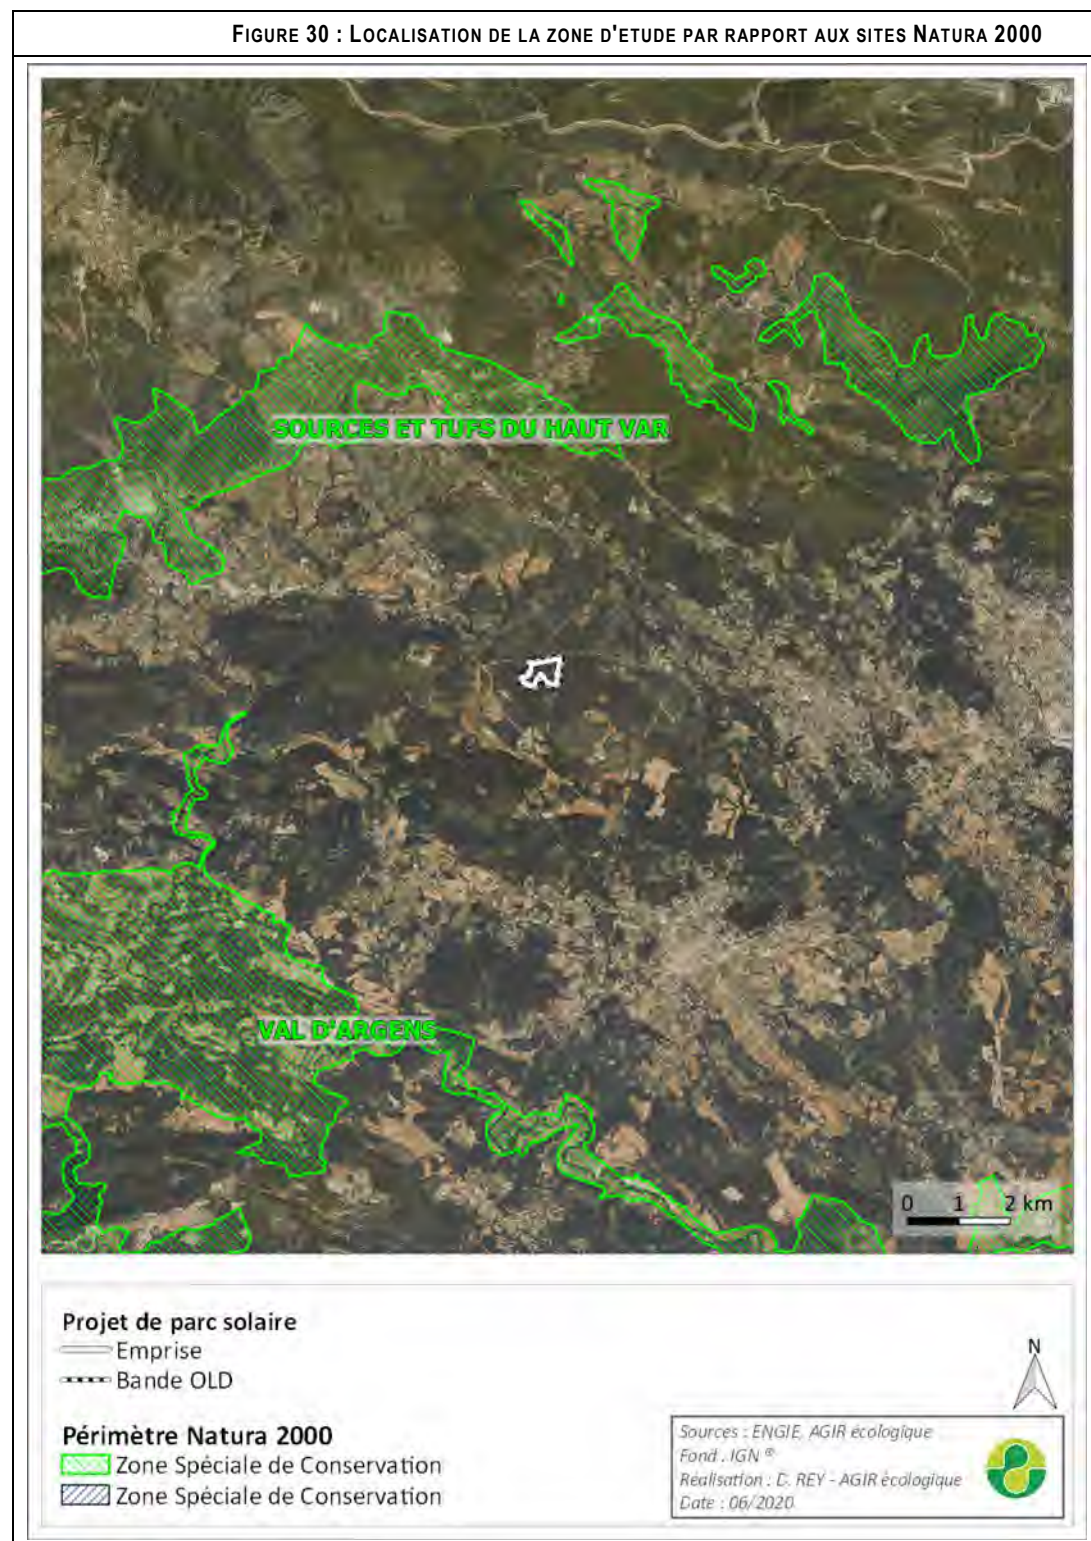 FIGURE 30 : LOCALISATION DE LA ZONE D'ETUDE PAR RAPPORT AUX SITES NATURA 2000
SOURCES ET TUFS DU HAUT VAR
VAL D'ARGENS
0 1 2 km
Projet de parc solaire
Emprise
Bande OLD
N
Périmètre Natura 2000
Zone Spéciale de Conservation
Zone Spéciale de Conservation
Sources : ENGIE, AGIR écologique
Fond . IGN ®
Réalisation : D. REY - AGIR écologique
Date : 06/2020